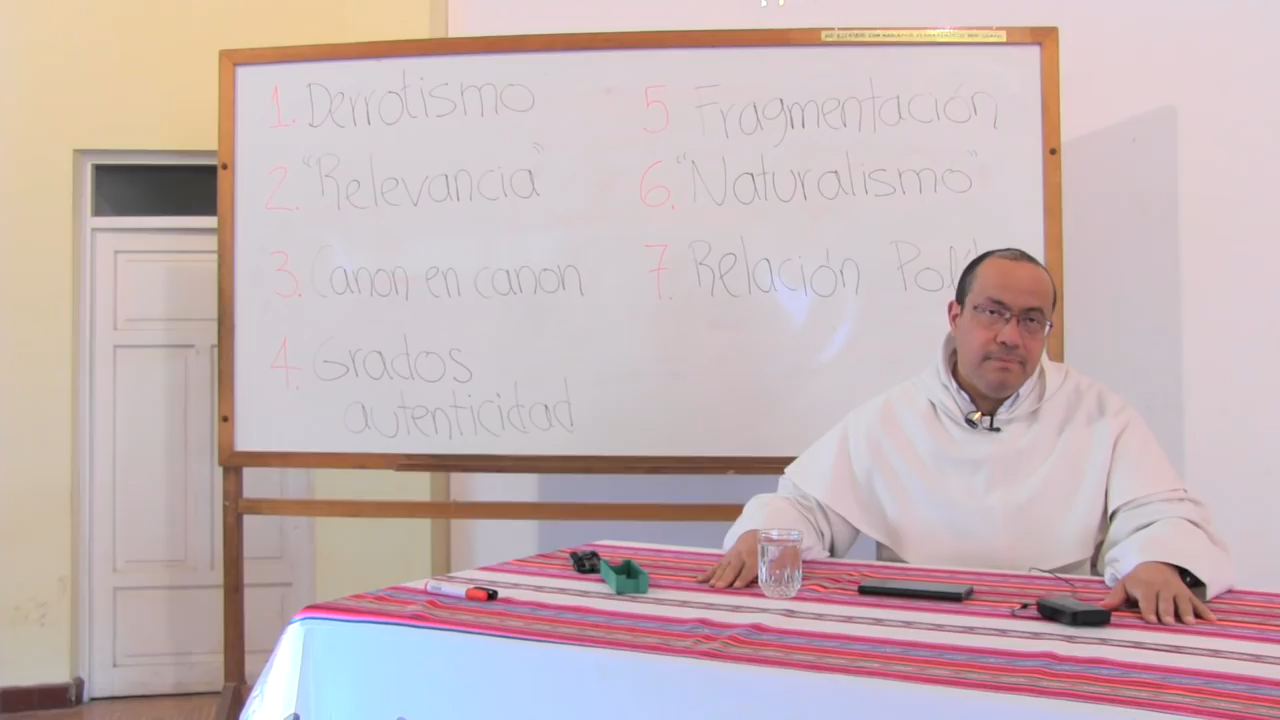 1. Derrotismo
2. "Relevancia"
3. Canon en canon
4. Grados
autenticidad
5 Fragmentación
6. "Naturalismo"
7. Relación